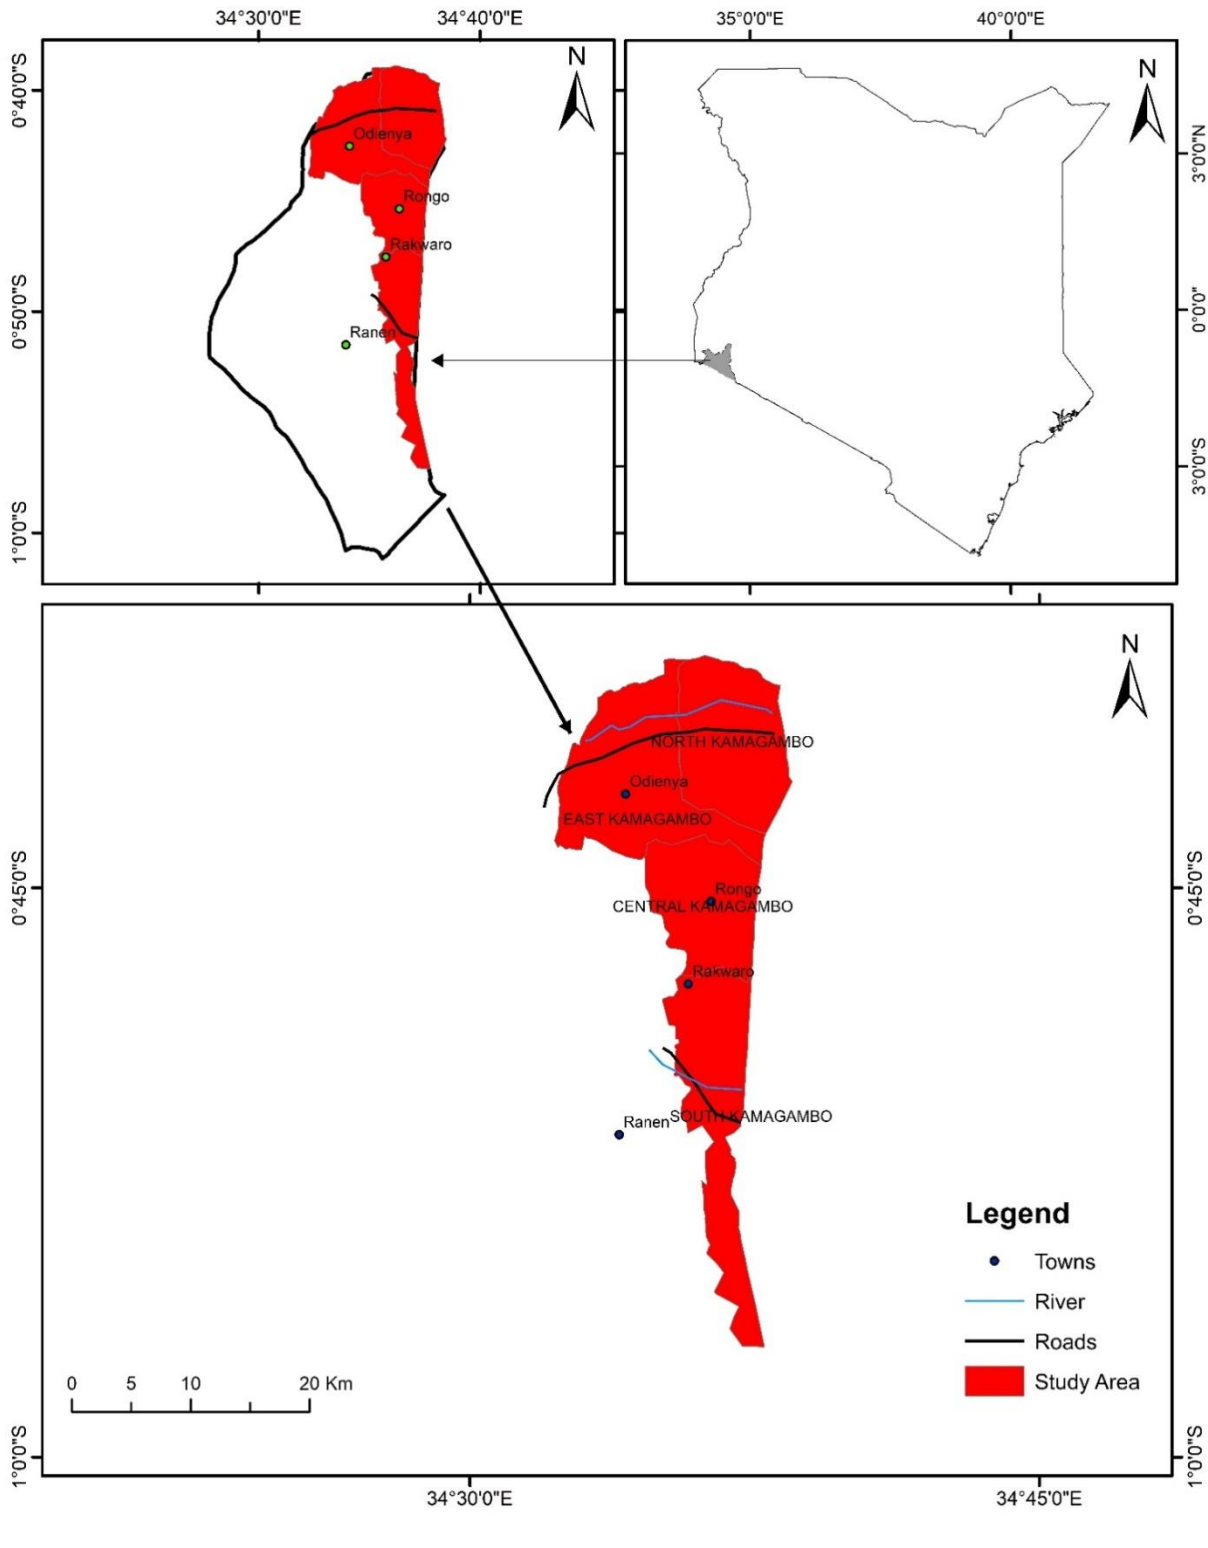 34°30'0"E
34°40'0"E
0°40'0"S
0°50'0"S
1°0'0"S
N
Odienya
Rongo
Rakwaro
Ranen
35°0'0"E
40°0'0"E
N
3°0'0"N
0°0'0"
3°0'0"S
N
NORTH KAMAGAMBO
Odienya
EAST KAMAGAMBO
Rongo
CENTRAL KAMAGAMBO
Rakwaro
Ranen
SOUTH KAMAGAMBO
0°45'0"S
0°45'0"S
Legend
Towns
River
Roads
Study Area
0 5 10 20 Km
1°0'0"S
1°0'0"S
34°30'0"E
34°45'0"E